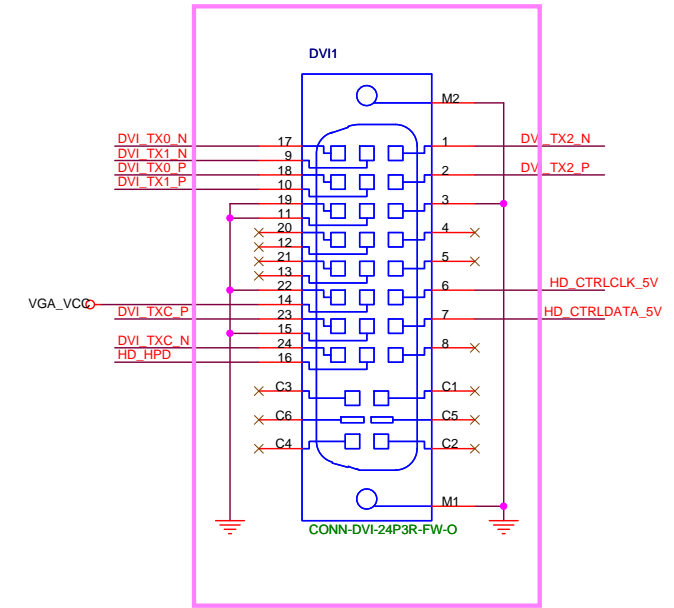 DVI1
M2
DVI_TX0_N 17 1 DVI_TX2_N
DVI_TX1_N 9
DVI_TX0_P 18 2 DVI_TX2_P
DVI_TX1_P 10
19 3
11
20 4
12
21 5
13
22 6 HD_CTRLCLK_5V
VGA_VCC 14
DVI_TXC_P 23 7 HD_CTRLDATA_5V
15
DVI_TXC_N 24 8
HD_HPD 16
C3 C1
C6 C5
C4 C2
M1
CONN-DVI-24P3R-FW-O